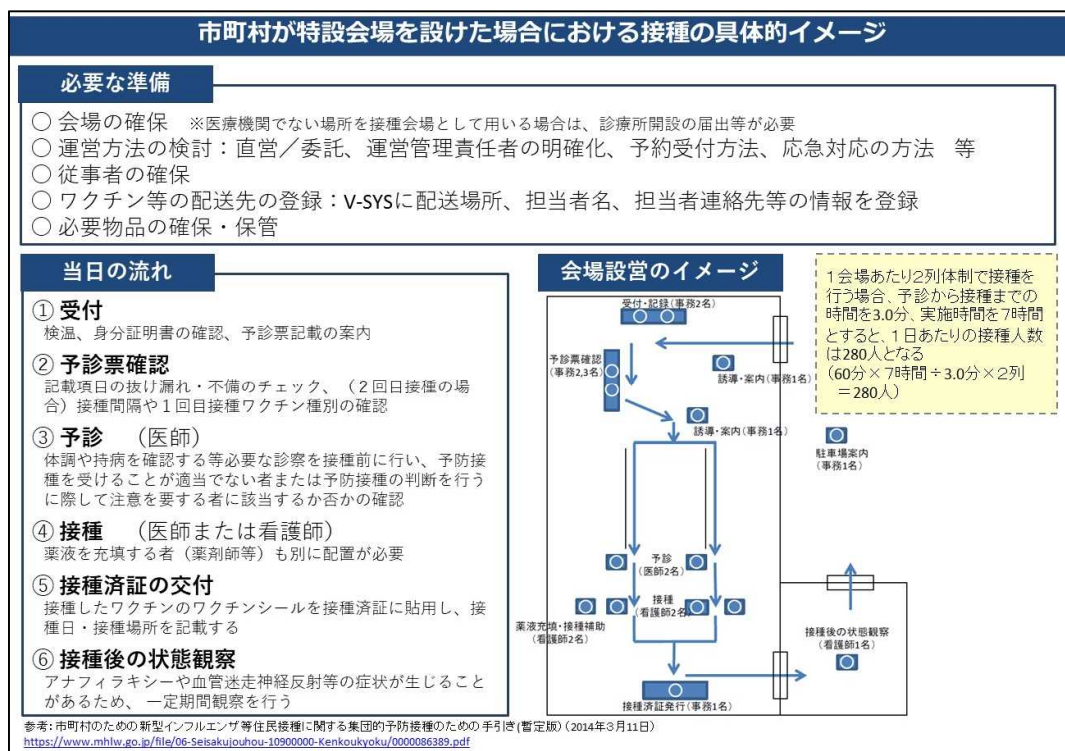 市町村が特設会場を設けた場合における接種の具体的イメージ
必要な準備
○ 会場の確保 ※医療機関でない場所を接種会場として用いる場合は、診療所開設の届出等が必要
○ 運営方法の検討：直営／委託、運営管理責任者の明確化、予約受付方法、応急対応の方法 等
○ 従事者の確保
○ ワクチン等の配送先の登録：V-SYSに配送場所、担当者名、担当者連絡先等の情報を登録
○ 必要物品の確保・保管
当日の流れ
① 受付
検温、身分証明書の確認、予診票記載の案内
② 予診票確認
記載項目の抜け漏れ・不備のチェック、（２回目接種の場
合）接種間隔や１回目接種ワクチン種別の確認
③ 予診 （医師）
体調や持病を確認する等必要な診察を接種前に行い、予防接
種を受けることが適当でない者または予防接種の判断を行う
に際して注意を要する者に該当するか否かの確認
④ 接種 （医師または看護師）
薬液を充填する者（薬剤師等）も別に配置が必要
⑤ 接種済証の交付
接種したワクチンのワクチンシールを接種済証に貼用し、接
種日・接種場所を記載する
⑥ 接種後の状態観察
アナフィラキシーや血管迷走神経反射等の症状が生じること
があるため、一定期間観察を行う
会場設営のイメージ
受付・記録（事務2名）
予診票確認
（事務2,3名）
誘導・案内（事務1名）
誘導・案内（事務1名）
駐車場案内
（事務1名）
予診
（医師2名）
接種
（看護師2名）
薬液充填・接種補助
（看護師2名）
接種後の状態観察
（看護師1名）
接種済証発行（事務1名）
１会場あたり２列体制で接種を
行う場合、予診から接種までの
時間を3.0分、実施時間を7時間
とすると、１日あたりの接種人数
は280人となる
（60分×７時間÷3.0分×２列
＝280人）
参考：市町村のための新型インフルエンザ等住民接種に関する集団的予防接種のための手引き（暫定版）（2014年３月11日）
https://www.mhlw.go.jp/file/06-Seisakujouhou-10900000-Kenkoukyoku/0000086389.pdf